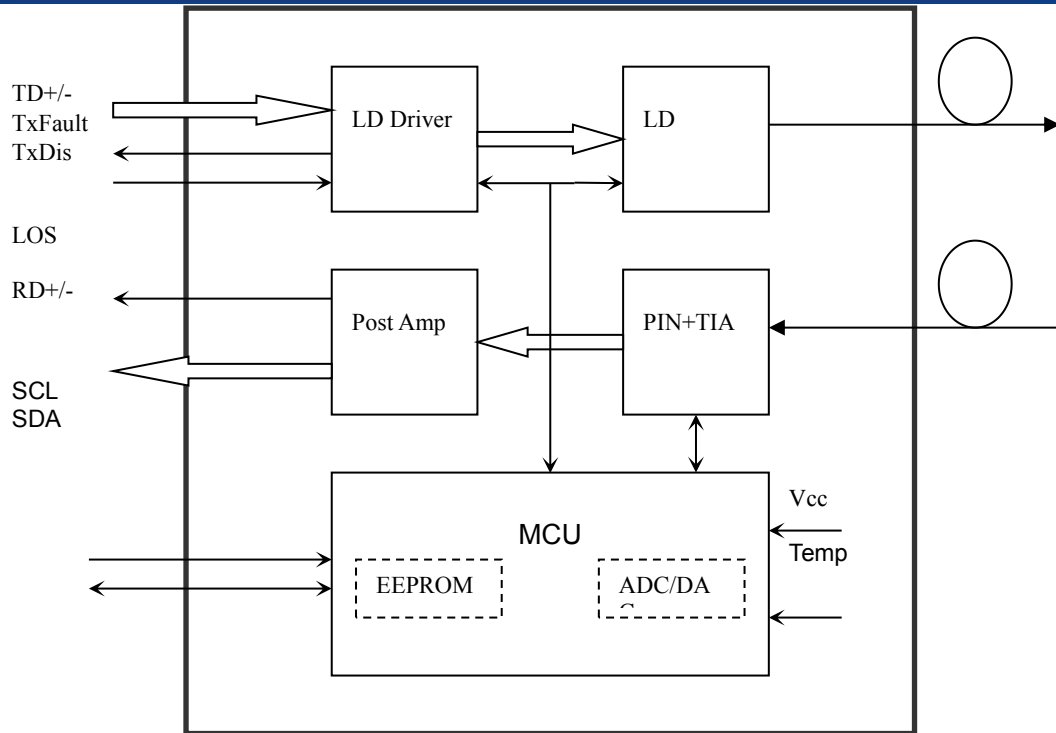 TD+/-
TxFault
TxDis
LOS
RD+/-
SCL
SDA
LD Driver
LD
Post Amp
PIN+TIA
MCU
EEPROM
ADC/DA
Vcc
Temp